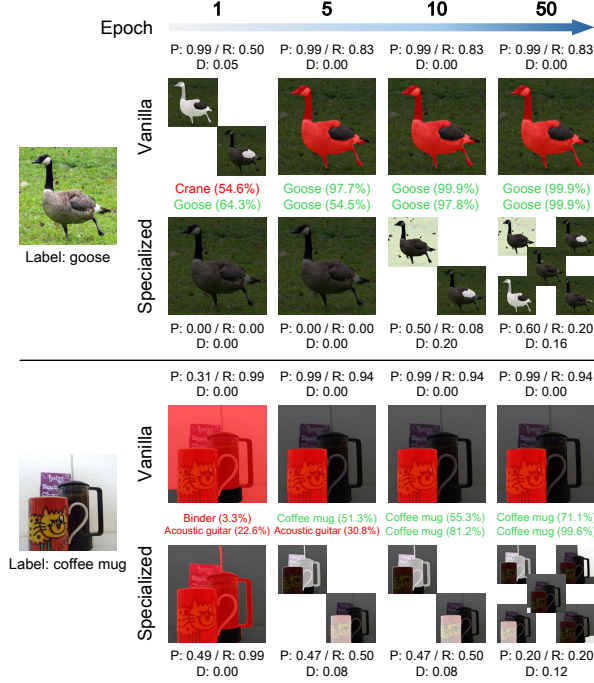 1 5 10 50
Epoch
P: 0.99 / R: 0.50 P: 0.99 / R: 0.83 P: 0.99 / R: 0.83 P: 0.99 / R: 0.83
D: 0.05 D: 0.00 D: 0.00 D: 0.00
Vanilla
Crane (54.6%) Goose (97.7%) Goose (99.9%) Goose (99.9%)
Goose (64.3%) Goose (54.5%) Goose (97.8%) Goose (99.9%)
Label: goose
Specialized
P: 0.00 / R: 0.00 P: 0.00 / R: 0.00 P: 0.50 / R: 0.08 P: 0.60 / R: 0.20
D: 0.00 D: 0.00 D: 0.20 D: 0.16
P: 0.31 / R: 0.99 P: 0.99 / R: 0.94 P: 0.99 / R: 0.94 P: 0.99 / R: 0.94
D: 0.00 D: 0.00 D: 0.00 D: 0.00
Vanilla
Binder (3.3%) Coffee mug (51.3%) Coffee mug (55.3%) Coffee mug (71.1%)
Acoustic guitar (22.6%) Acoustic guitar (30.8%) Coffee mug (81.2%) Coffee mug (99.6%)
Label: coffee mug
Specialized
P: 0.49 / R: 0.99 P: 0.47 / R: 0.50 P: 0.47 / R: 0.50 P: 0.20 / R: 0.20
D: 0.00 D: 0.08 D: 0.08 D: 0.12